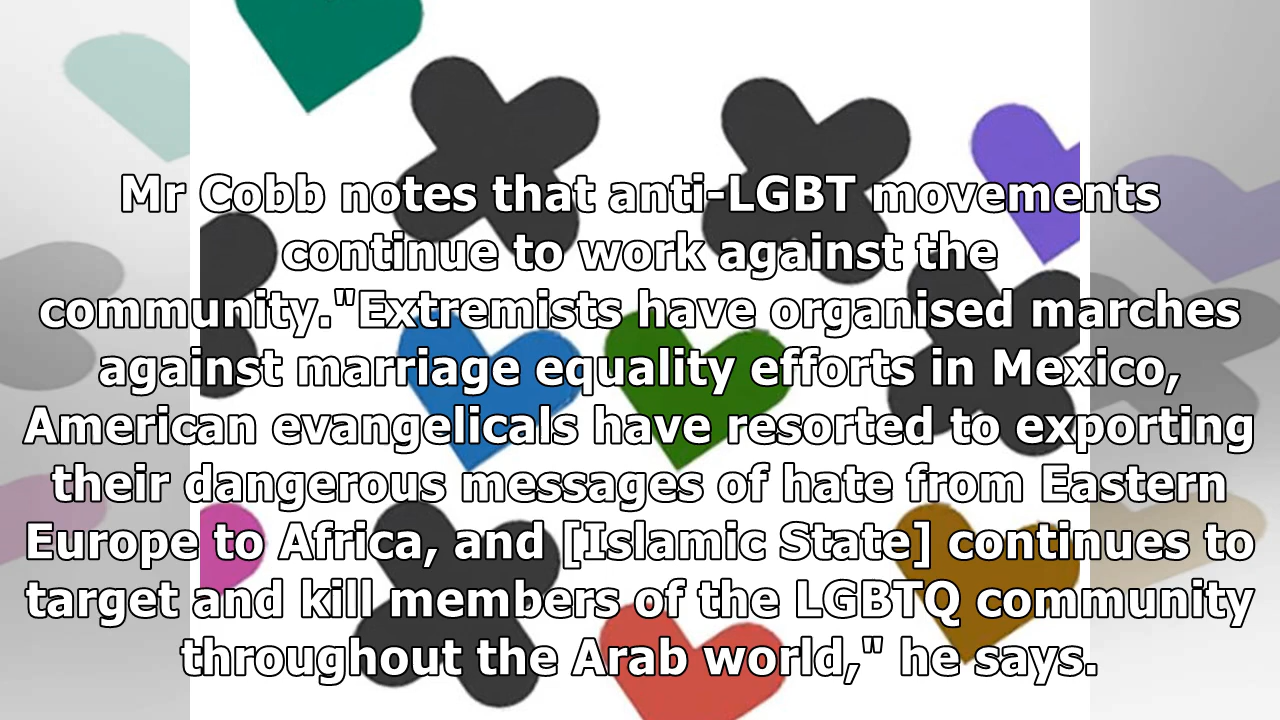 Mr Cobb notes that anti-LGBT movements
continue to work against the
community."Extremists have organised marches
against marriage equality efforts in Mexico,
American evangelicals have resorted to exporting
their dangerous messages of hate from Eastern
Europe to Africa, and [Islamic State] continues to
target and kill members of the LGBTQ community
throughout the Arab world," he says.